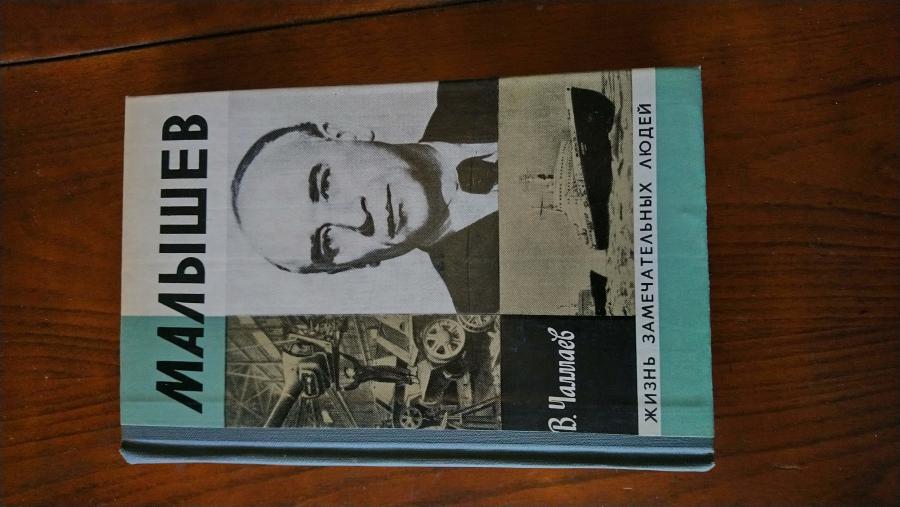 МАЛЫШЕВ
В. Чалмаев
ЖИЗНЬ ЗАМЕЧАТЕЛЬНЫХ ЛЮДЕЙ